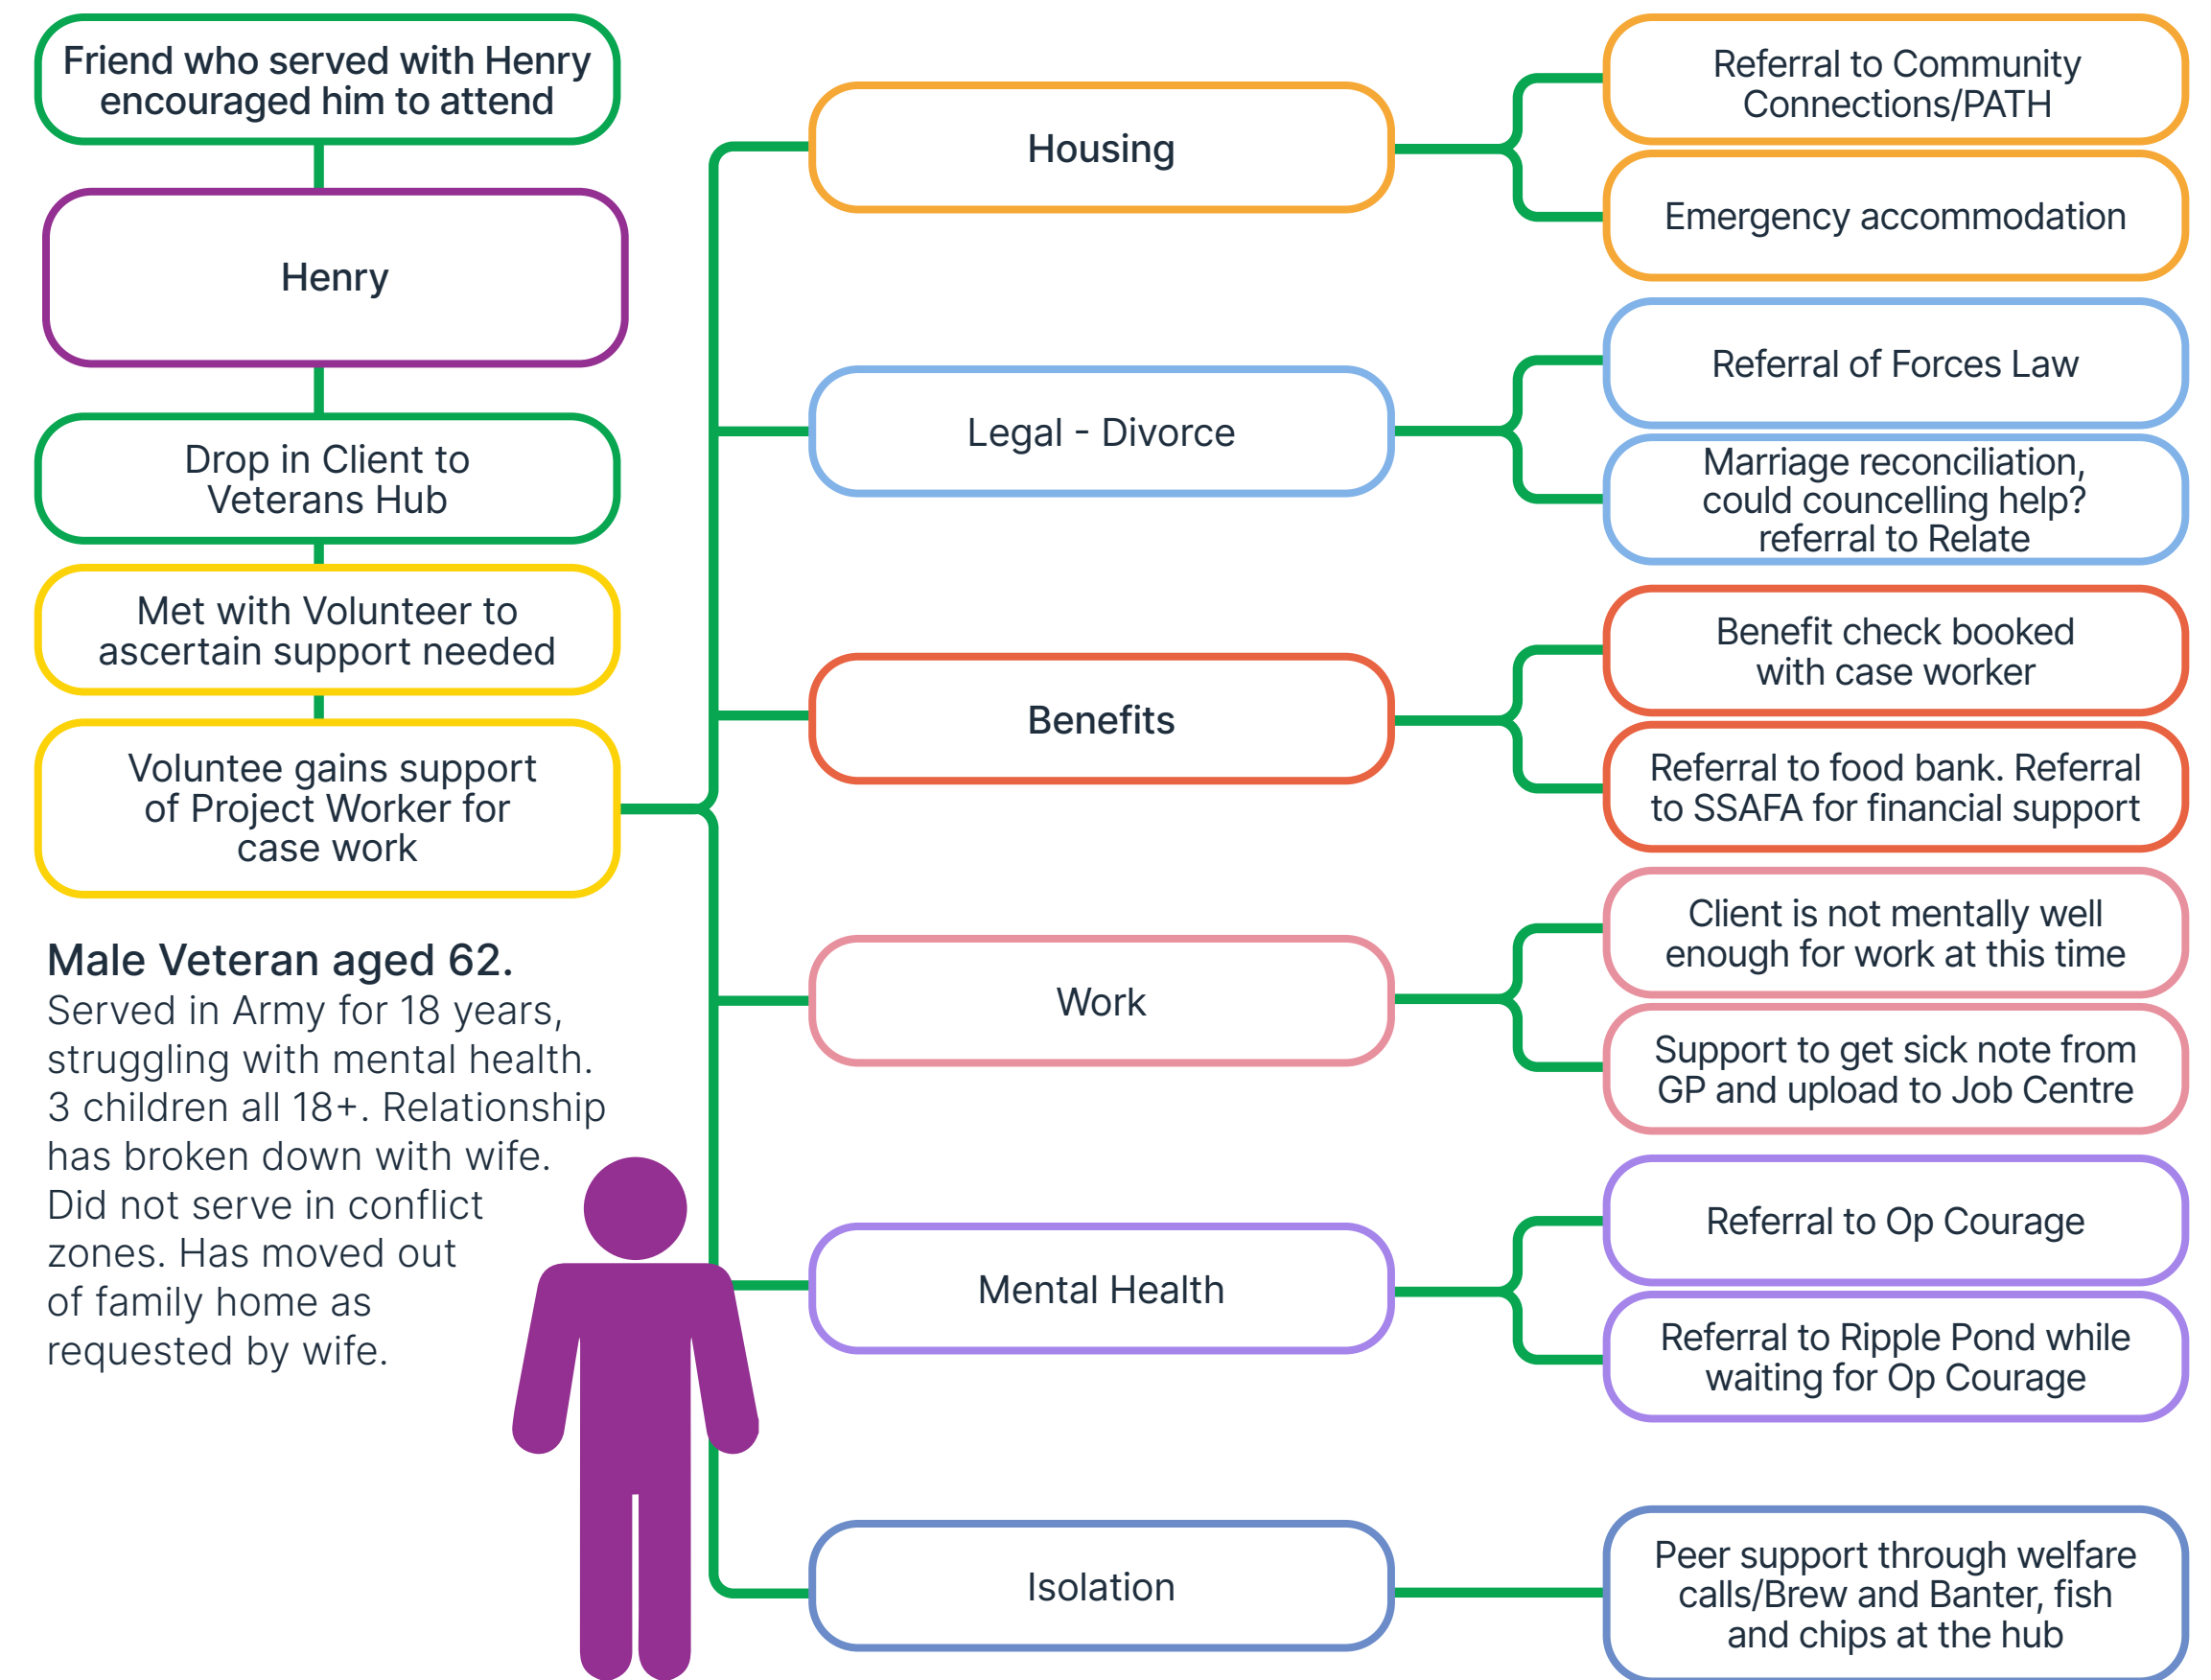 Friend who served with Henry
encouraged him to attend
Henry
Drop in Client to
Veterans Hub
Met with Volunteer to
ascertain support needed
Voluntee gains support
of Project Worker for
case work
Male Veteran aged 62.
Served in Army for 18 years,
struggling with mental health.
3 children all 18+. Relationship
has broken down with wife.
Did not serve in conflict
zones. Has moved out
of family home as
requested by wife.
Housing
Referral to Community
Connections/PATH
Emergency accommodation
Legal - Divorce
Referral of Forces Law
Marriage reconciliation,
could councelling help?
referral to Relate
Benefits
Benefit check booked
with case worker
Referral to food bank. Referral
to SSAFA for financial support
Work
Client is not mentally well
enough for work at this time
Support to get sick note from
GP and upload to Job Centre
Mental Health
Referral to Op Courage
Referral to Ripple Pond while
waiting for Op Courage
Isolation
Peer support through welfare
calls/Brew and Banter, fish
and chips at the hub